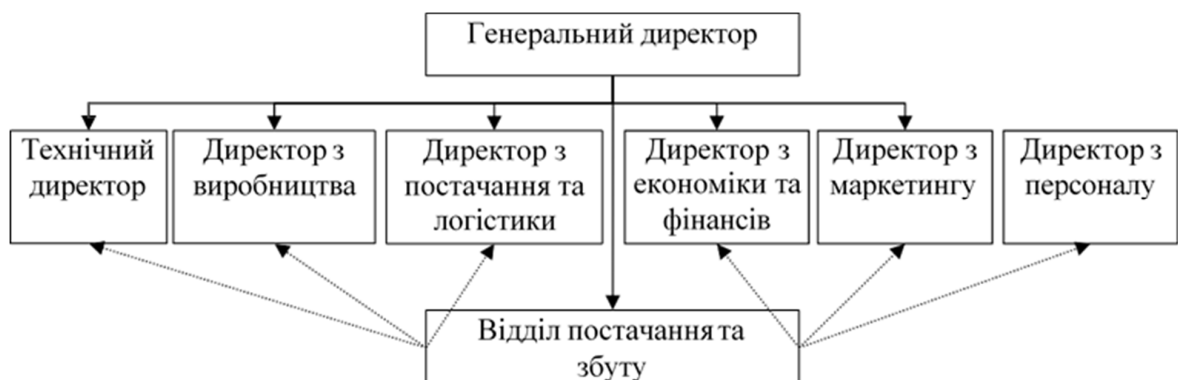 Генеральний директор
Технічний
директор
Директор з
виробництва
Директор з
постачання та
логістики
Директор з
економіки та
фінансів
Директор з
маркетингу
Директор з
персоналу
Відділ постачання та
збуту